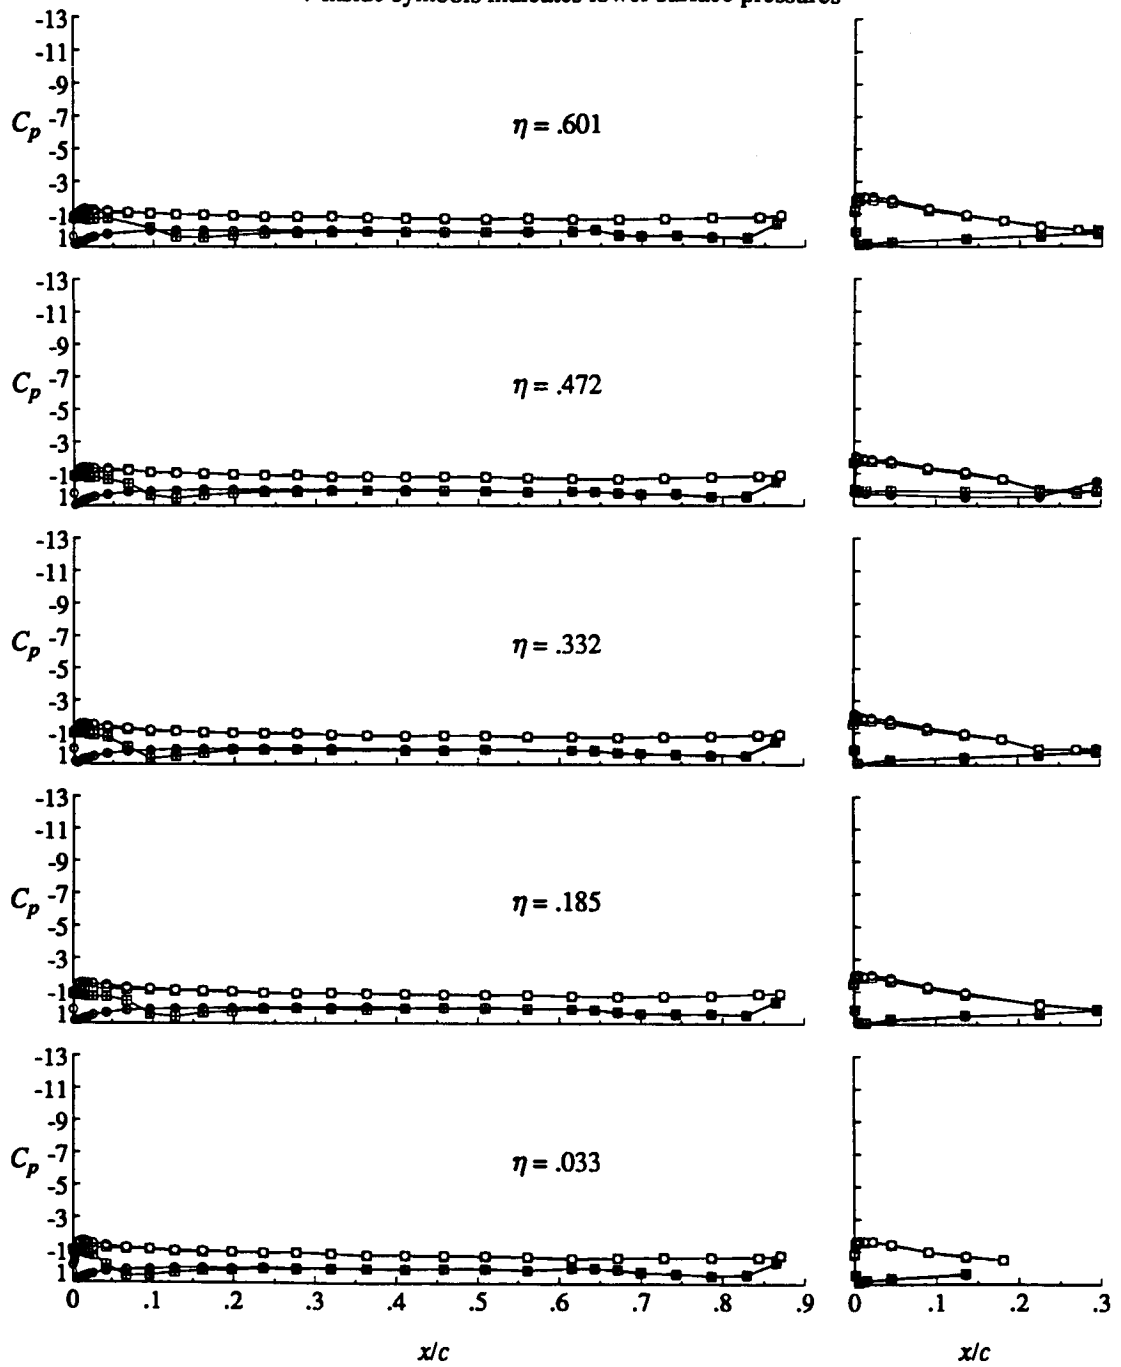 + inside symbols indicates lower surface pressures
-13
-11
-9
-7
-5
-3
-1
1
C_p
η = .601
-13
-11
-9
-7
-5
-3
-1
1
C_p
η = .472
-13
-11
-9
-7
-5
-3
-1
1
C_p
η = .332
-13
-11
-9
-7
-5
-3
-1
1
C_p
η = .185
-13
-11
-9
-7
-5
-3
-1
1
C_p
η = .033
0 .1 .2 .3 .4 .5 .6 .7 .8 .9
0 .1 .2 .3
x/c
x/c